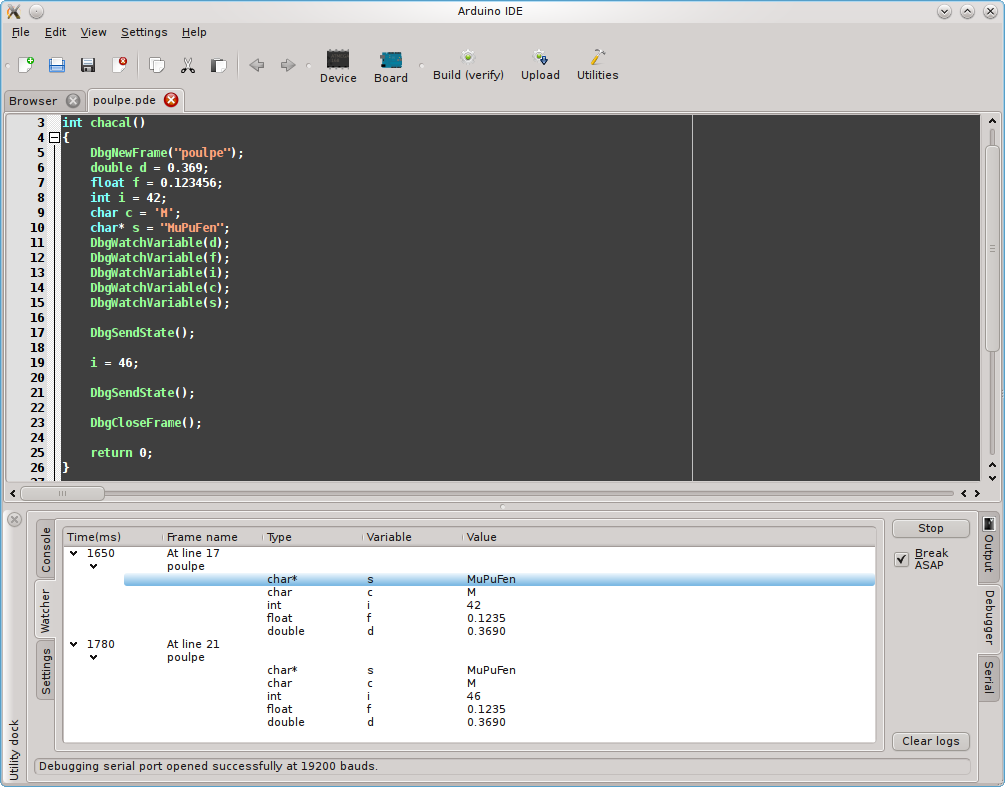 Arduino IDE
File Edit View Settings Help
Device Board Build (verify) Upload Utilities
Browser poulpe.pde
3 int chacal()
4 {
5 DbgNewFrame("poulpe");
6 double d = 0.369;
7 float f = 0.123456;
8 int i = 42;
9 char c = 'M';
10 char* s = "MuPuFen";
11 DbgWatchVariable(d);
12 DbgWatchVariable(f);
13 DbgWatchVariable(i);
14 DbgWatchVariable(c);
15 DbgWatchVariable(s);
16
17 DbgSendState();
18
19 i = 46;
20
21 DbgSendState();
22
23 DbgCloseFrame();
24
25 return 0;
26 }
27
Utility dock
Console
Watcher
Settings
Time(ms) Frame name Type Variable Value
1650 At line 17
poulpe
char* s MuPuFen
char c M
int i 42
float f 0.1235
double d 0.3690
1780 At line 21
poulpe
char* s MuPuFen
char c M
int i 46
float f 0.1235
double d 0.3690
Stop
Break
ASAP
Clear logs
Output
Debugger
Serial
Debugging serial port opened successfully at 19200 bauds.